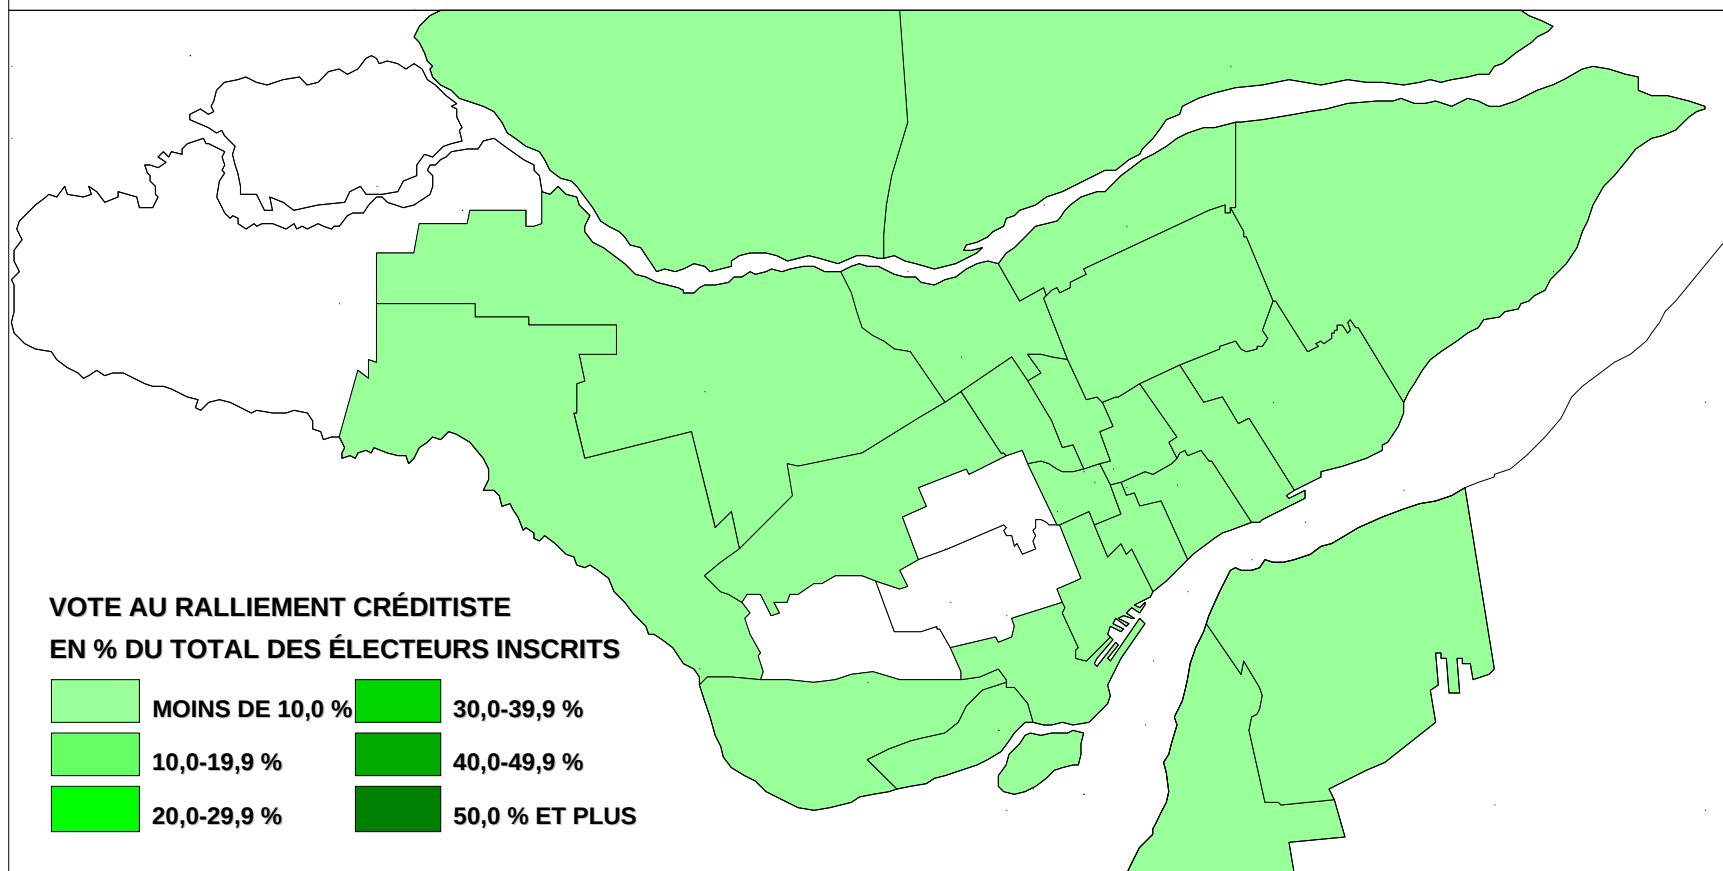 VOTE AU RALLIEMENT CRÉDITISTE
EN % DU TOTAL DES ÉLECTEURS INSCRITS
MOINS DE 10,0 %
30,0-39,9 %
10,0-19,9 %
40,0-49,9 %
20,0-29,9 %
50,0 % ET PLUS